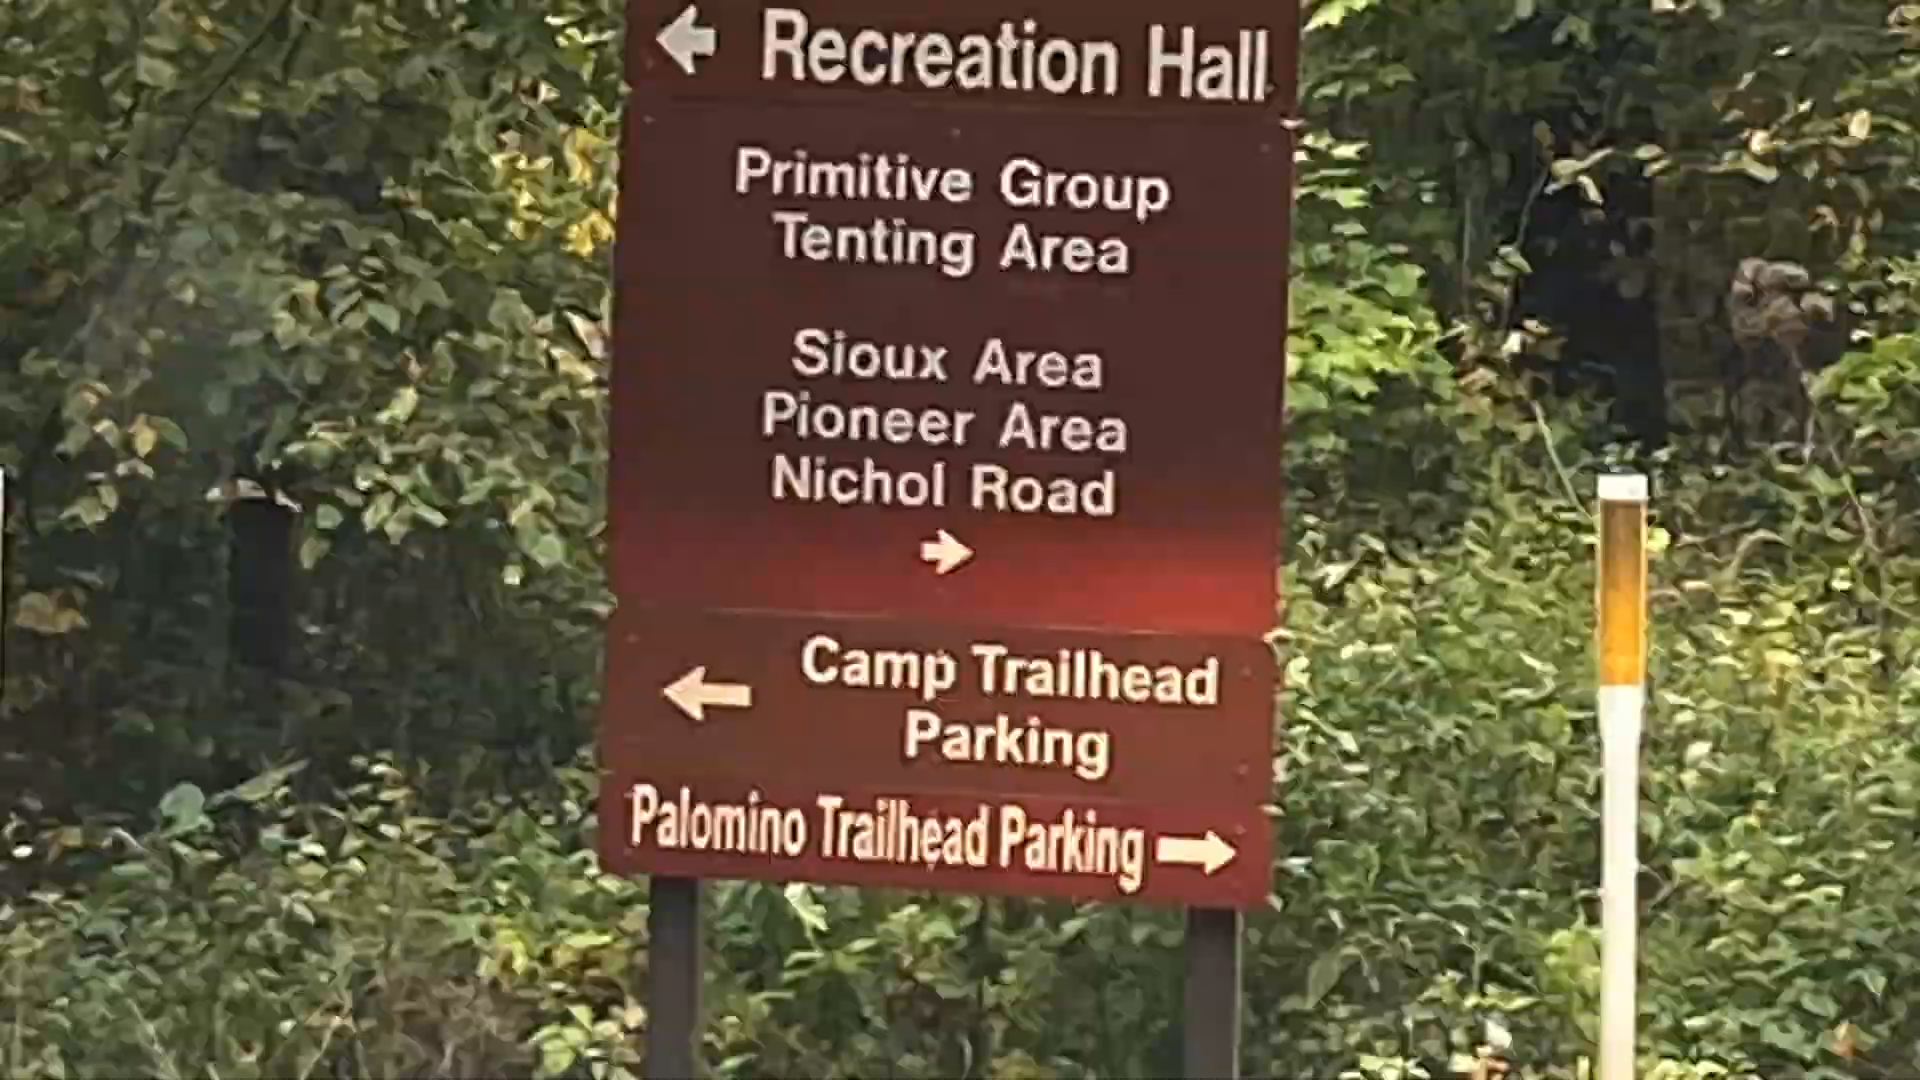 Recreation Hall
Primitive Group
Tenting Area
Sioux Area
Pioneer Area
Nichol Road
Camp Trailhead
Parking
Palomino Trailhead Parking